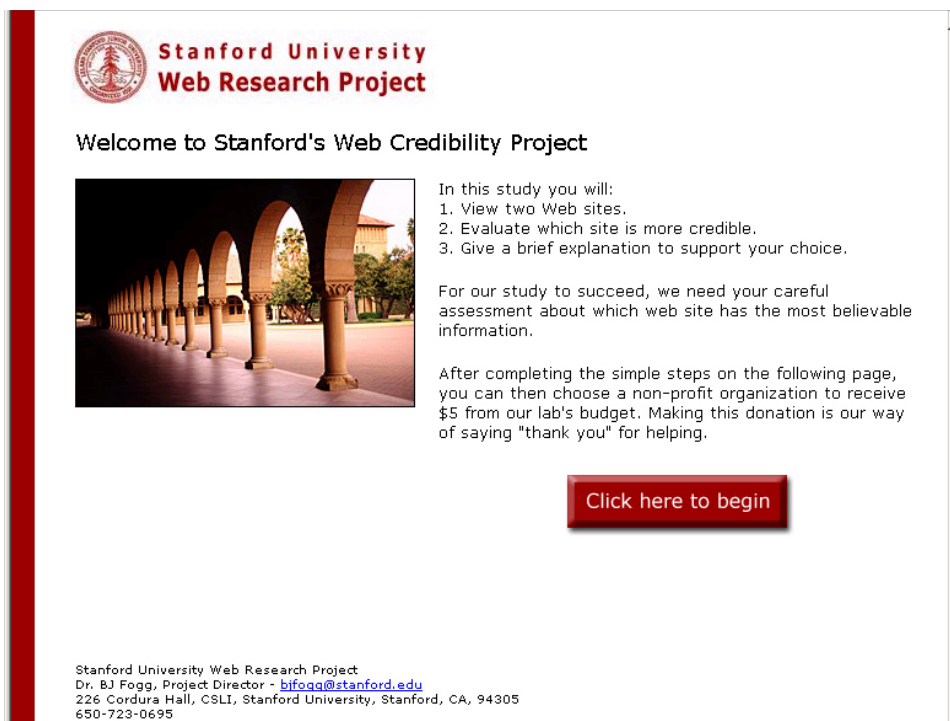 Stanford University
Web Research Project
Welcome to Stanford's Web Credibility Project
In this study you will:
1. View two Web sites.
2. Evaluate which site is more credible.
3. Give a brief explanation to support your choice.
For our study to succeed, we need your careful
assessment about which web site has the most believable
information.
After completing the simple steps on the following page,
you can then choose a non-profit organization to receive
$5 from our lab's budget. Making this donation is our way
of saying "thank you" for helping.
Click here to begin
Stanford University Web Research Project
Dr. BJ Fogg, Project Director - bjfogg@stanford.edu
226 Cordura Hall, CSLI, Stanford University, Stanford, CA, 94305
650-723-0695